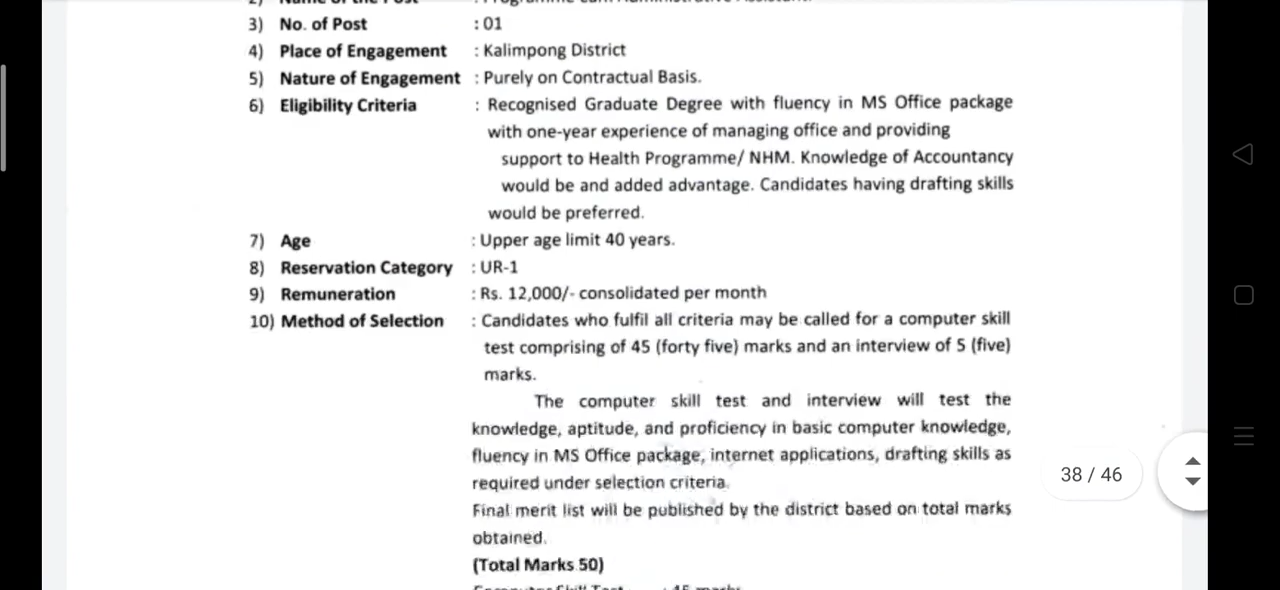 3) No. of Post : 01
4) Place of Engagement : Kalimpong District
5) Nature of Engagement : Purely on Contractual Basis.
6) Eligibility Criteria : Recognised Graduate Degree with fluency in MS Office package
with one-year experience of managing office and providing
support to Health Programme/ NHM. Knowledge of Accountancy
would be and added advantage. Candidates having drafting skills
would be preferred.
7) Age : Upper age limit 40 years.
8) Reservation Category : UR-1
9) Remuneration : Rs. 12,000/- consolidated per month
10) Method of Selection : Candidates who fulfil all criteria may be called for a computer skill
test comprising of 45 (forty five) marks and an interview of 5 (five)
marks.
The computer skill test and interview will test the
knowledge, aptitude, and proficiency in basic computer knowledge,
fluency in MS Office package, internet applications, drafting skills as
required under selection criteria.
38 / 46
Final merit list will be published by the district based on total marks
obtained.
(Total Marks 50)